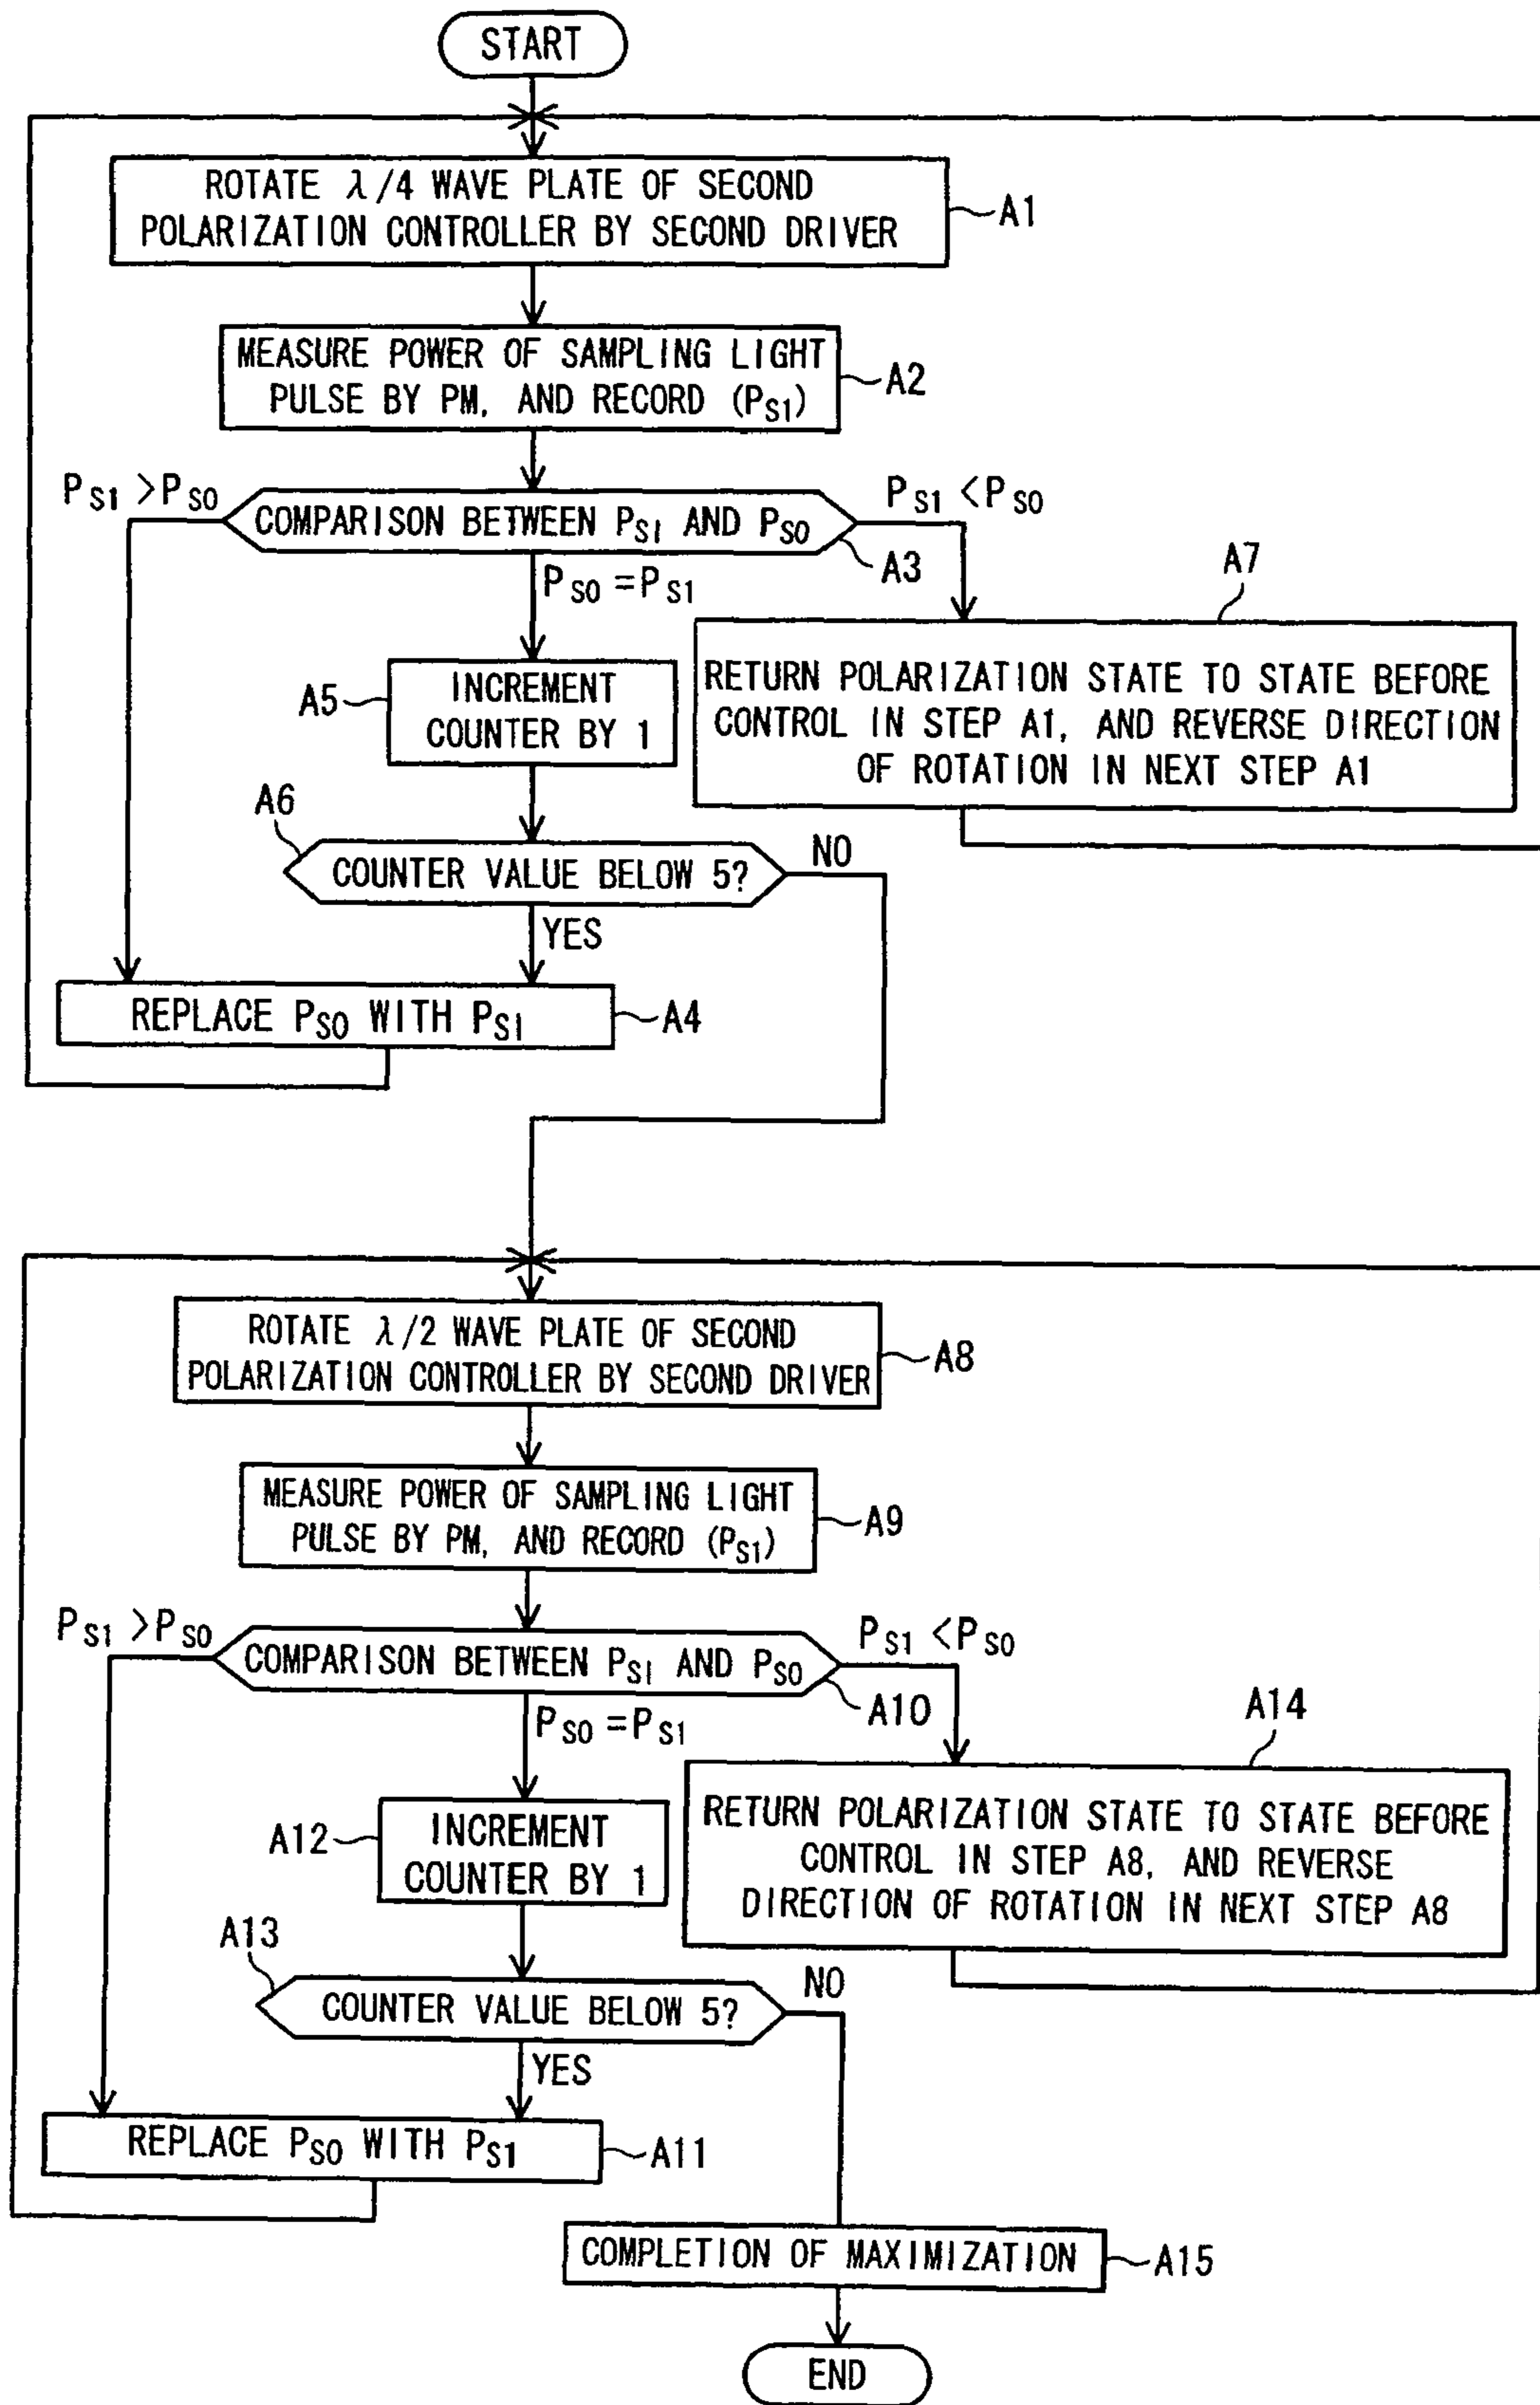 START
ROTATE λ/4 WAVE PLATE OF SECOND
POLARIZATION CONTROLLER BY SECOND DRIVER
A1
MEASURE POWER OF SAMPLING LIGHT
PULSE BY PM, AND RECORD (PS1)
A2
PS1 >PS0
COMPARISON BETWEEN PS1 AND PS0
PS1 <PS0
A3
PS0 =PS1
A7
RETURN POLARIZATION STATE TO STATE BEFORE
CONTROL IN STEP A1, AND REVERSE DIRECTION
OF ROTATION IN NEXT STEP A1
A5
INCREMENT
COUNTER BY 1
A6
COUNTER VALUE BELOW 5?
NO
YES
REPLACE PS0 WITH PS1
A4
ROTATE λ/2 WAVE PLATE OF SECOND
POLARIZATION CONTROLLER BY SECOND DRIVER
A8
MEASURE POWER OF SAMPLING LIGHT
PULSE BY PM, AND RECORD (PS1)
A9
PS1 >PS0
COMPARISON BETWEEN PS1 AND PS0
PS1 <PS0
A10
PS0 =PS1
A14
RETURN POLARIZATION STATE TO STATE BEFORE
CONTROL IN STEP A8, AND REVERSE
DIRECTION OF ROTATION IN NEXT STEP A8
A12
INCREMENT
COUNTER BY 1
A13
COUNTER VALUE BELOW 5?
NO
YES
REPLACE PS0 WITH PS1
A11
COMPLETION OF MAXIMIZATION
A15
END